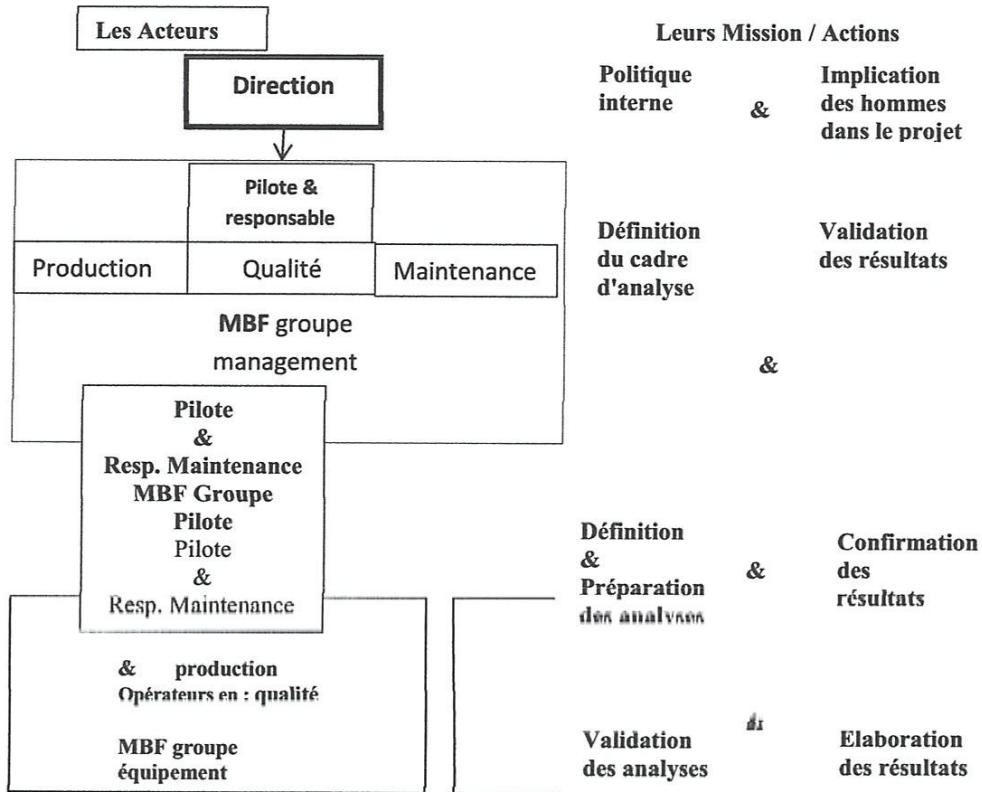 Les Acteurs
Leurs Mission / Actions
Direction
Politique
interne
&
Implication
des hommes
dans le projet
Pilote &
responsable
Production
Qualité
Maintenance
Définition
du cadre
d'analyse
Validation
des résultats
MBF groupe
management
&
Pilote
&
Resp. Maintenance
MBF Groupe
Pilote
Pilote
&
Resp. Maintenance
Définition
&
Préparation
des analyses
&
Confirmation
des
résultats
& production
Opérateurs en : qualité
MBF groupe
équipement
Validation
des analyses
Elaboration
des résultats